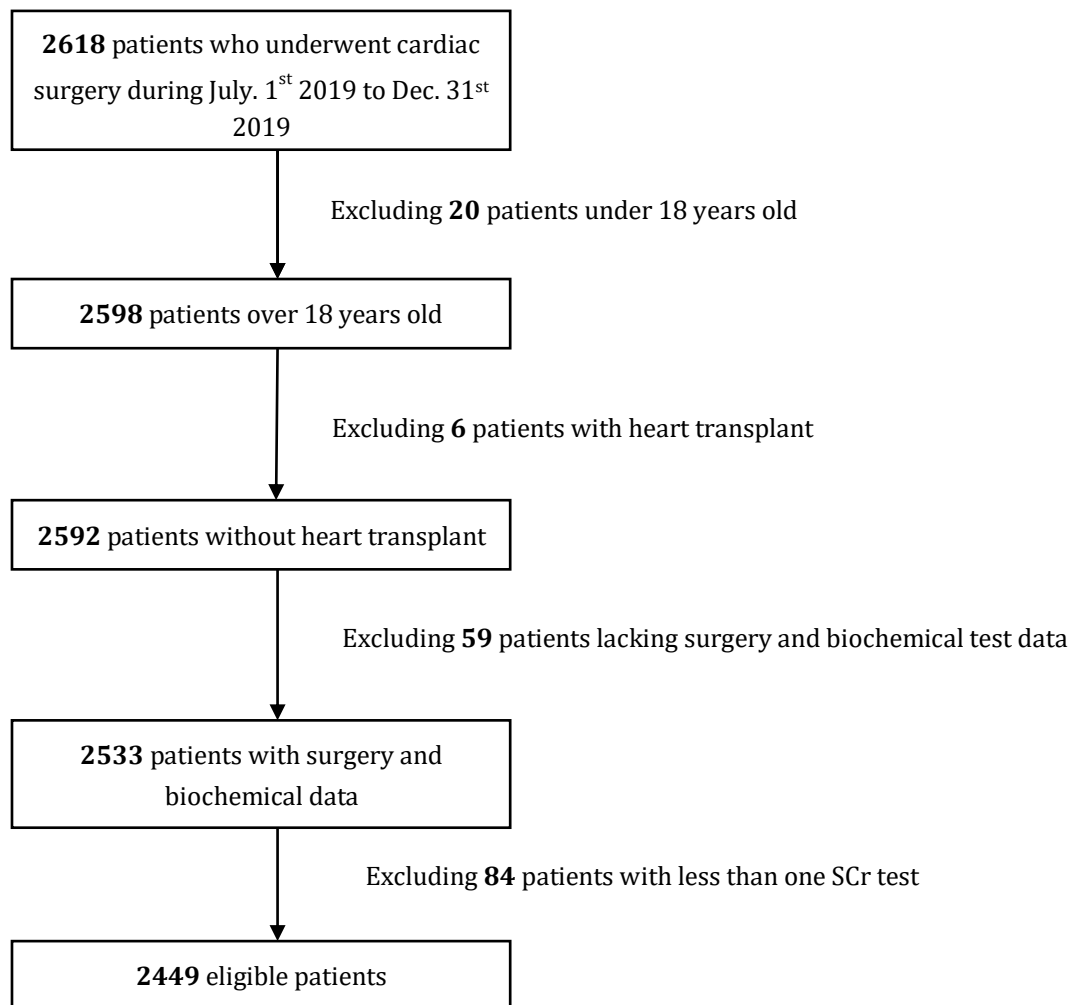 2618 patients who underwent cardiac
surgery during July. 1st 2019 to Dec. 31st
2019
Excluding 20 patients under 18 years old
2598 patients over 18 years old
Excluding 6 patients with heart transplant
2592 patients without heart transplant
Excluding 59 patients lacking surgery and biochemical test data
2533 patients with surgery and
biochemical data
Excluding 84 patients with less than one SCr test
2449 eligible patients